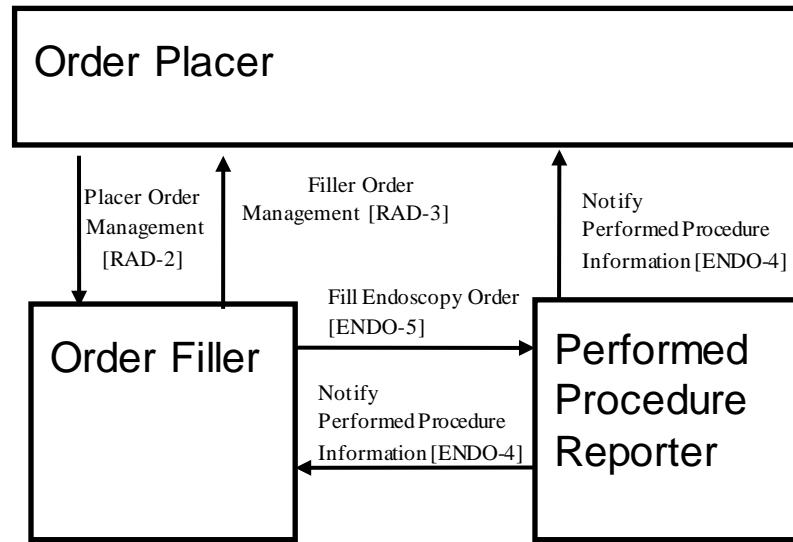 Order Placer
Placer Order
Management
[RAD-2]
Filler Order
Management [RAD-3]
Notify
Performed Procedure
Information [ENDO-4]
Order Filler
Fill Endoscopy Order
[ENDO-5]
Notify
Performed Procedure
Information [ENDO-4]
Performed
Procedure
Reporter